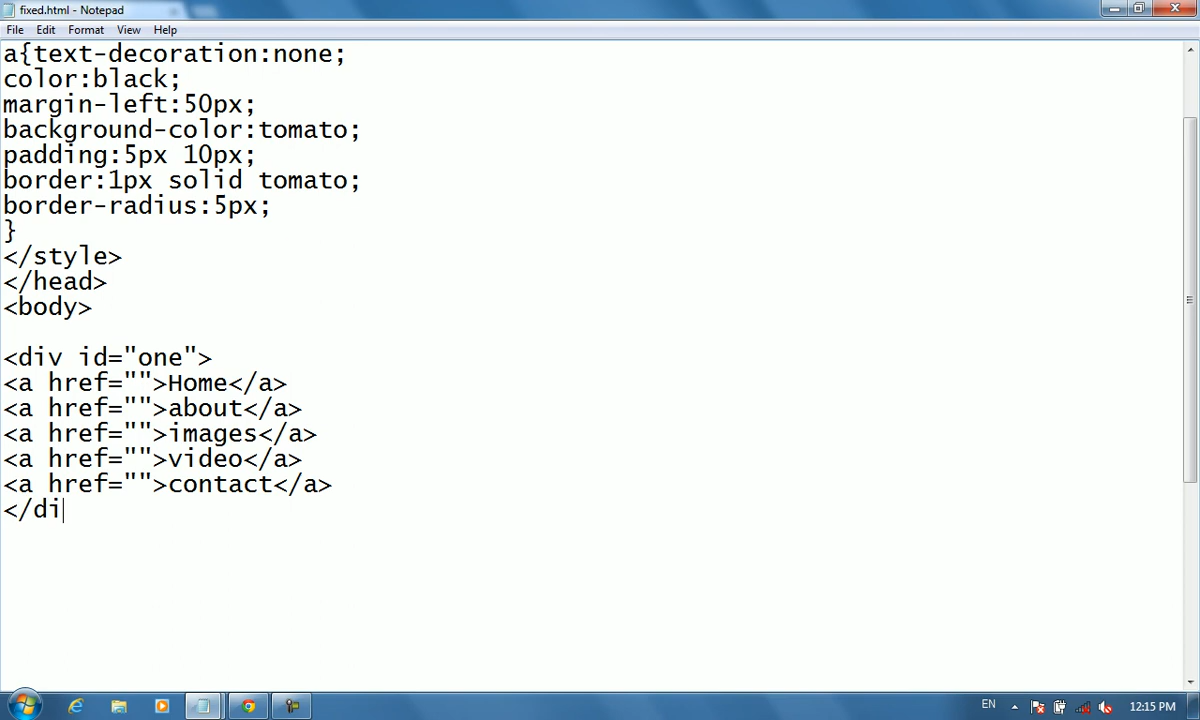 fixed.html - Notepad
File Edit Format View Help
a{text-decoration:none;
color:black;
margin-left:50px;
background-color:tomato;
padding:5px 10px;
border:1px solid tomato;
border-radius:5px;
}
</style>
</head>
<body>
<div id="one">
<a href="">Home</a>
<a href="">about</a>
<a href="">images</a>
<a href="">video</a>
<a href="">contact</a>
</di
EN 12:15 PM